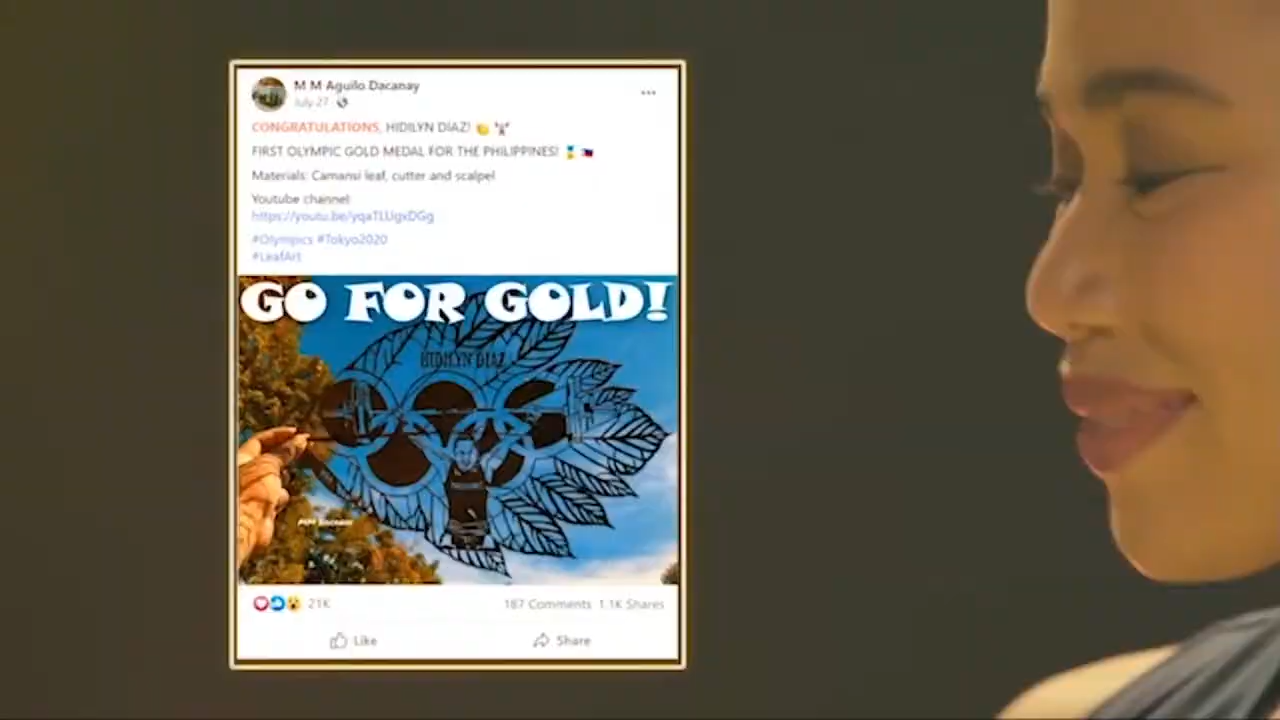 M M Aguilo Dacanay
July 27
CONGRATULATIONS, HIDILYN DIAZ!
FIRST OLYMPIC GOLD MEDAL FOR THE PHILIPPINES!
Materials: Camansi leaf, cutter and scalpel
Youtube channel:
https://youtu.be/yqaTLUgxDGg
#Olympics #Tokyo2020
#LeafArt
GO FOR GOLD!
HIDILYN DIAZ
MM Dacanay
21K
187 Comments 1.1K Shares
Like
Share